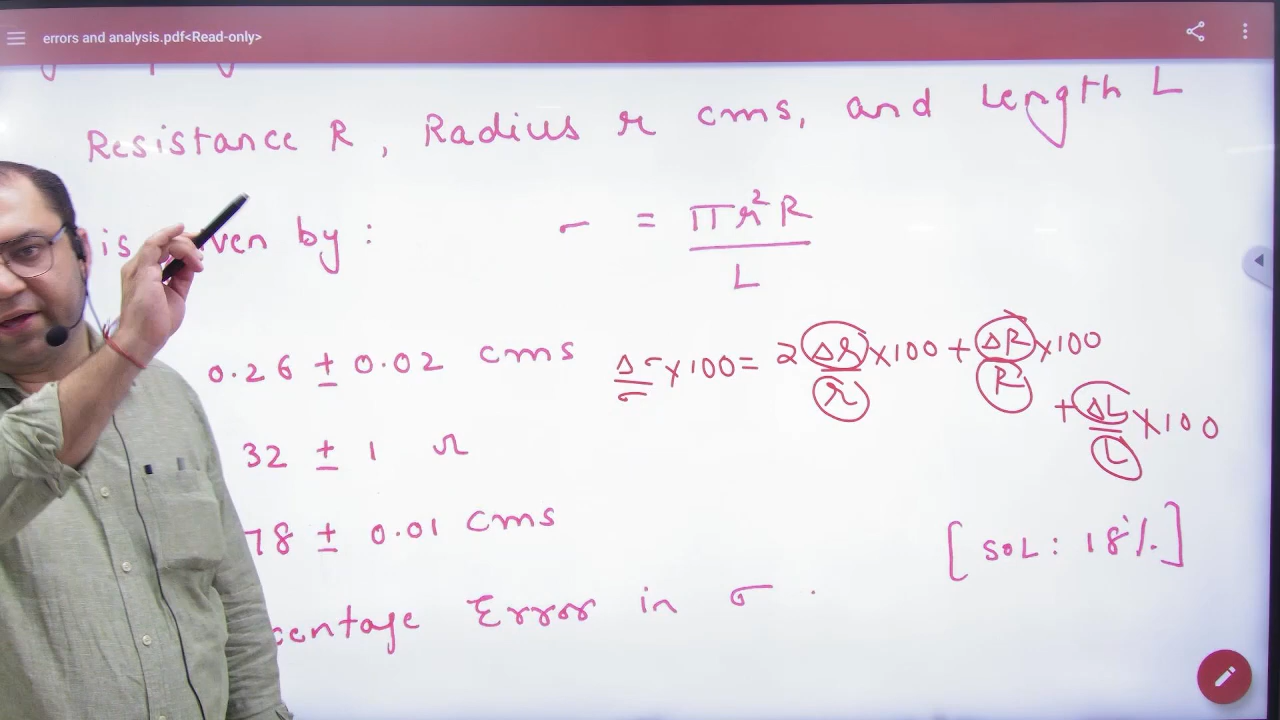 errors and analysis.pdf<Read-only>
Resistance R, Radius r cms, and Length L
is given by : σ = πr²R / L
0.26 ± 0.02 cms
Δσ/σ ×100 = 2 Δr/r ×100 + ΔR/R ×100
+ ΔL/L ×100
32 ± 1 Ω
78 ± 0.01 cms
[SOL: 18%.]
centage Error in σ.